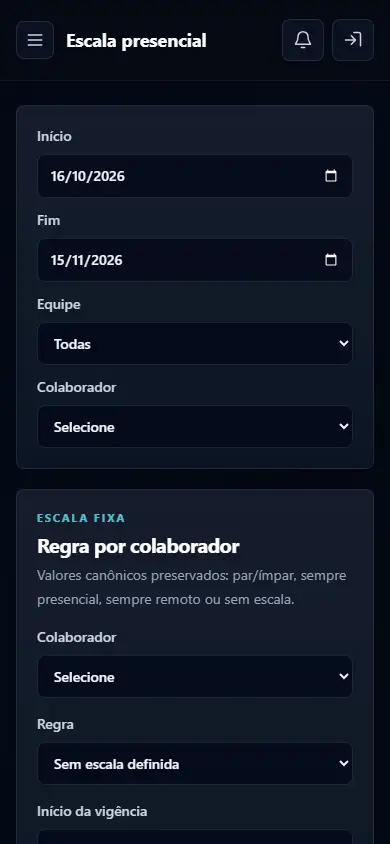 Escala presencial
Início
16/10/2026
Fim
15/11/2026
Equipe
Todas
Colaborador
Selecione
ESCALA FIXA
Regra por colaborador
Valores canônicos preservados: par/ímpar, sempre
presencial, sempre remoto ou sem escala.
Colaborador
Selecione
Regra
Sem escala definida
Início da vigência